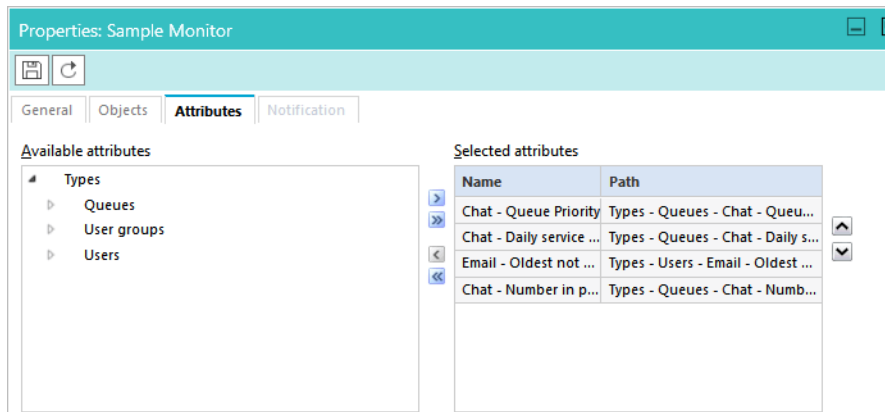 Properties: Sample Monitor
General Objects Attributes Notification
Available attributes
Types
Queues
User groups
Users
Selected attributes
Name Path
Chat - Queue Priority Types - Queues - Chat - Queu...
Chat - Daily service ... Types - Queues - Chat - Daily s...
Email - Oldest not ... Types - Users - Email - Oldest ...
Chat - Number in p... Types - Queues - Chat - Numb...